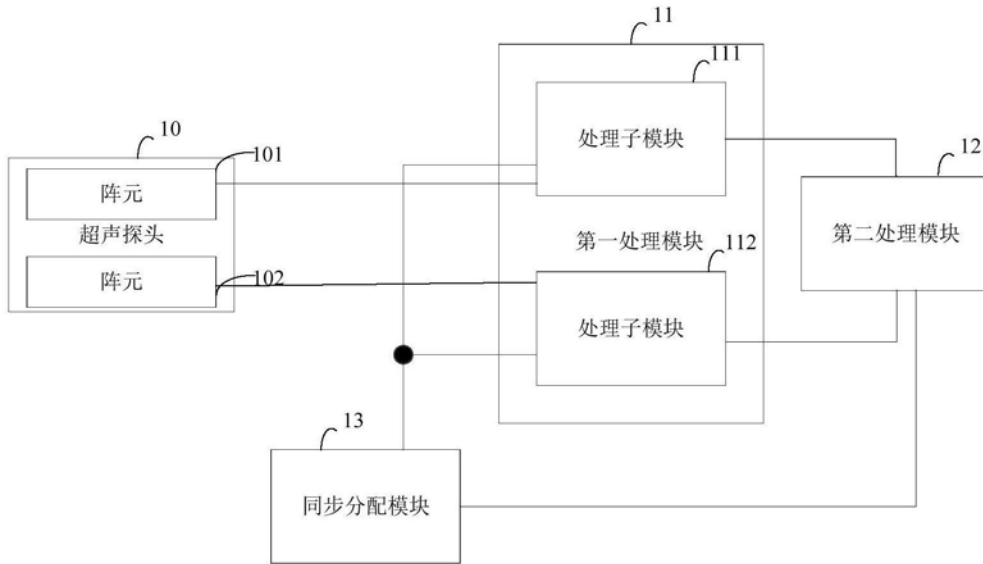 11
111
处理子模块
10
101
阵元
超声探头
阵元
102
12
第二处理模块
第一处理模块
112
处理子模块
13
同步分配模块